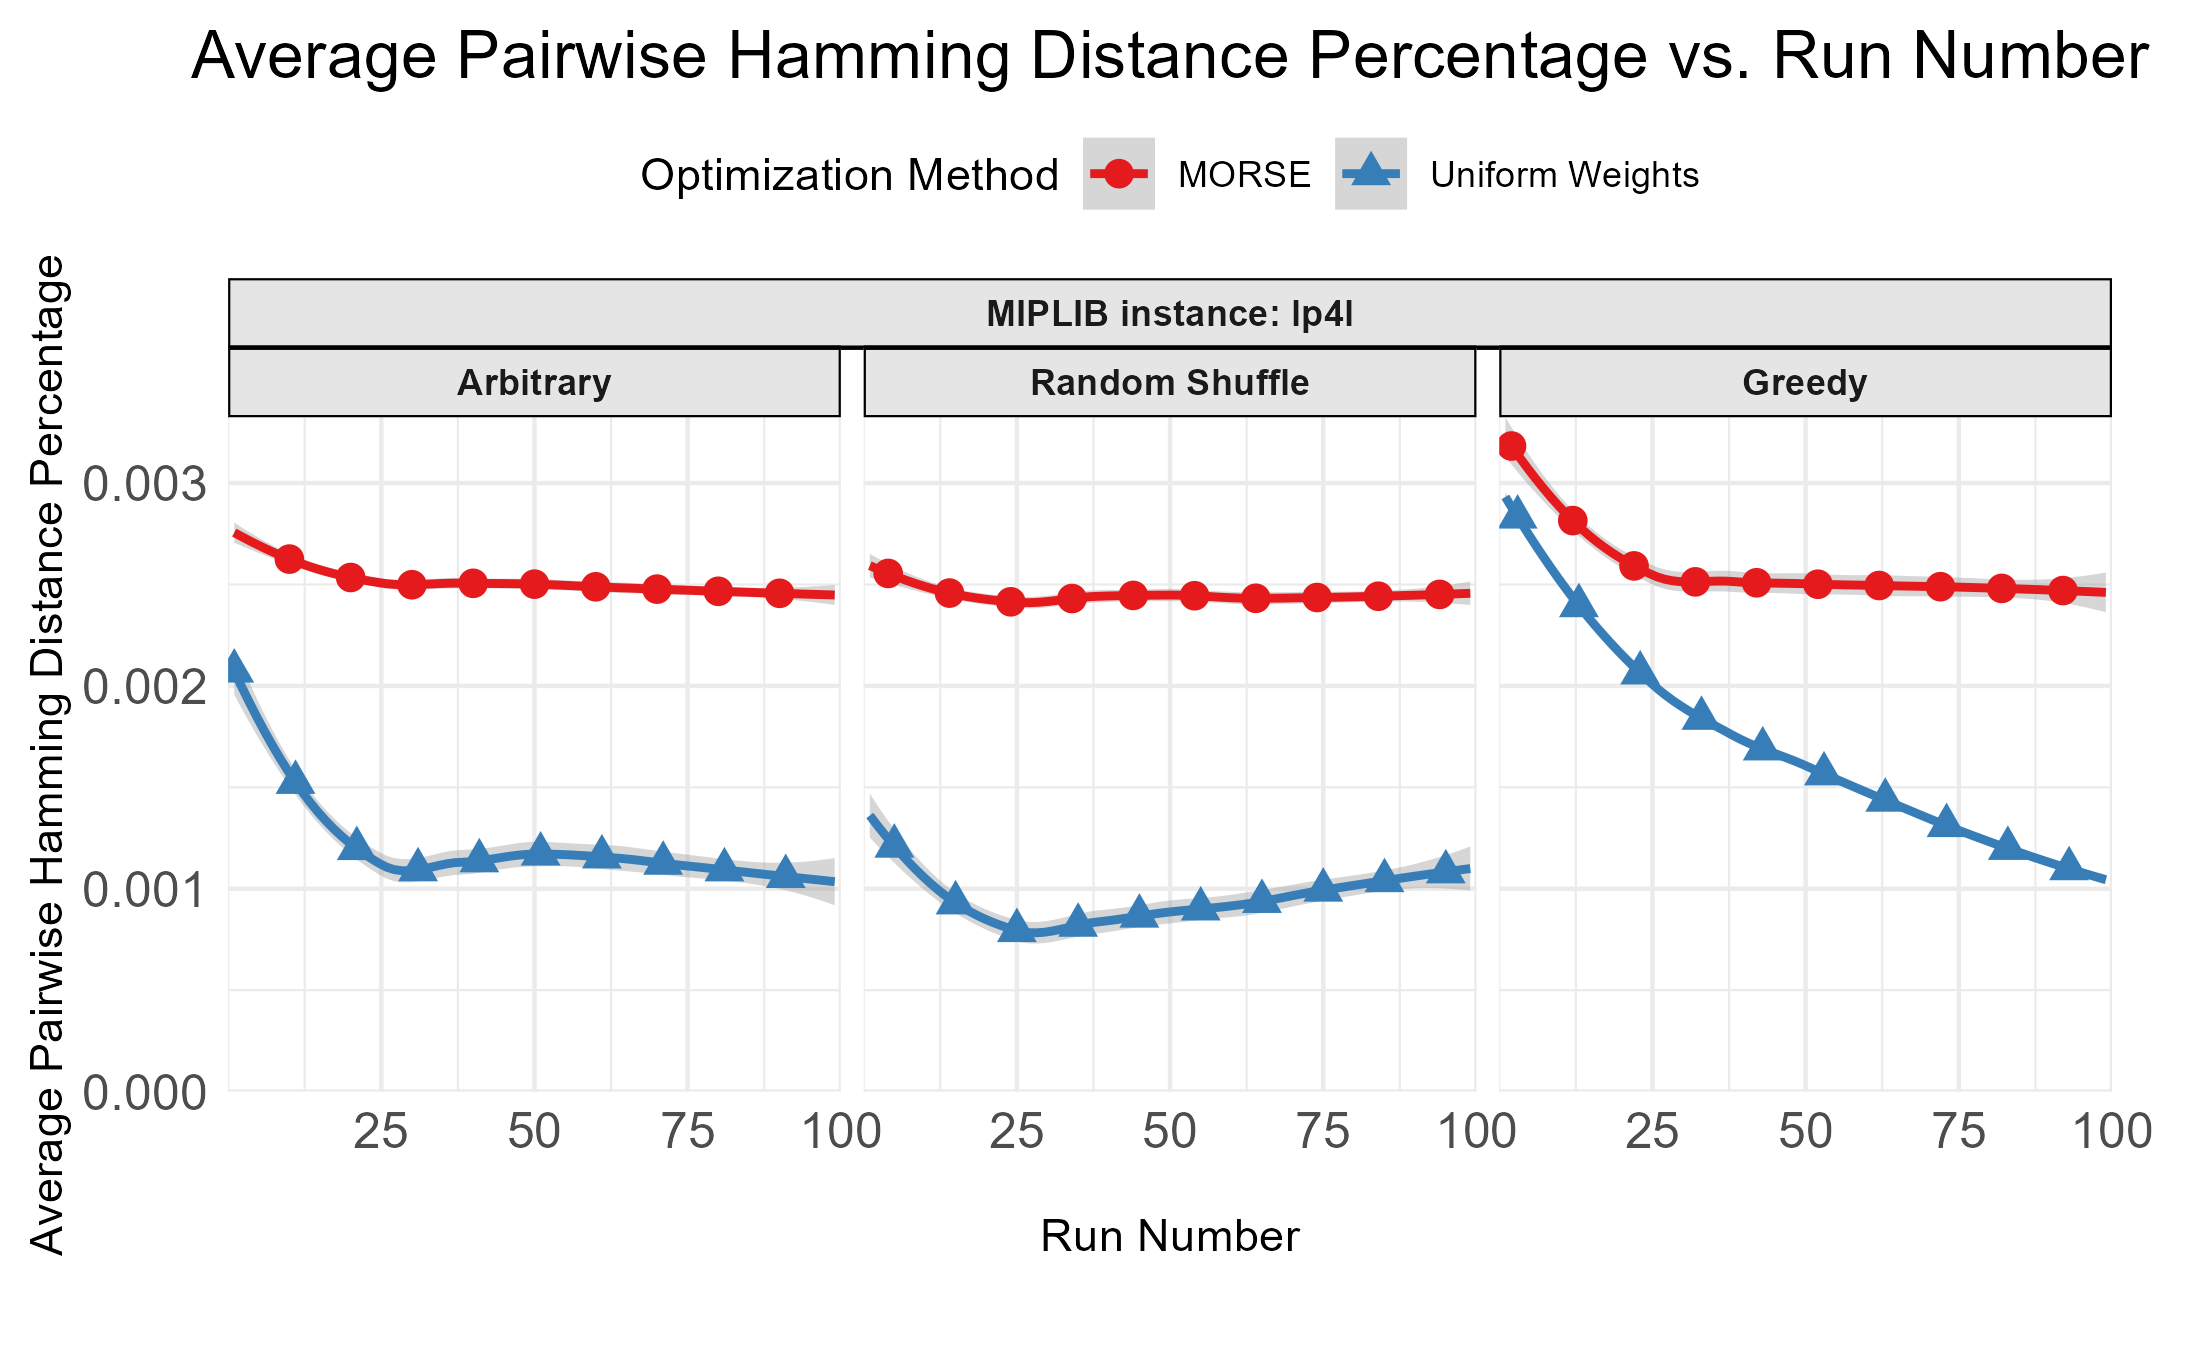 Average Pairwise Hamming Distance Percentage vs. Run Number
Optimization Method MORSE Uniform Weights
Average Pairwise Hamming Distance Percentage
MIPLIB instance: lp4l
Arbitrary Random Shuffle Greedy
0.003
0.002
0.001
0.000
25 50 75 100 25 50 75 100 25 50 75 100
Run Number